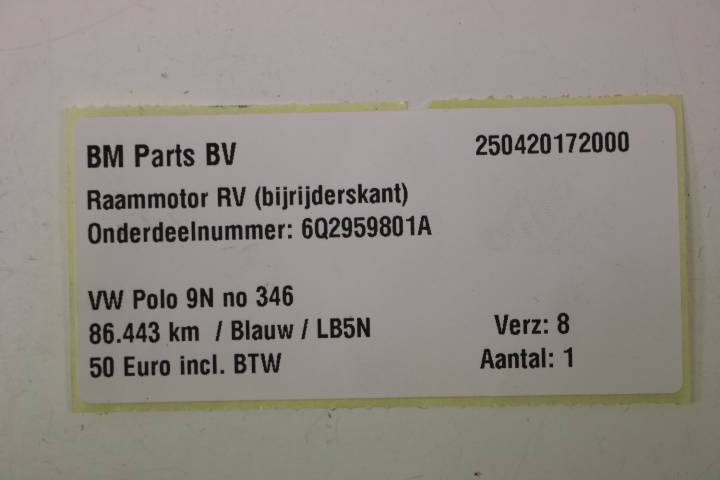 BM Parts BV 250420172000
Raammotor RV (bijrijderskant)
Onderdeelnummer: 6Q2959801A
VW Polo 9N no 346
86.443 km / Blauw / LB5N Verz: 8
50 Euro incl. BTW Aantal: 1